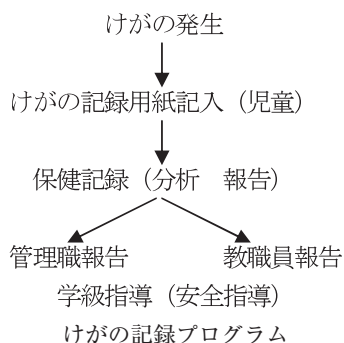 けがの発生
けがの記録用紙記入（児童）
保健記録（分析　報告）
管理職報告　教職員報告
学級指導（安全指導）
けがの記録プログラム